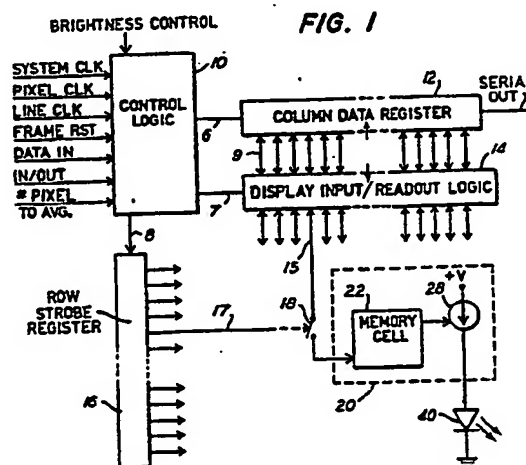 FIG. 1
BRIGHTNESS CONTROL
10
SYSTEM CLK
PIXEL CLK
LINE CLK
FRAME RST
DATA IN
IN/OUT
# PIXEL
TO AVG.
CONTROL
LOGIC
6
7
8
12
COLUMN DATA REGISTER
SERIAL
OUT
9
14
DISPLAY INPUT/READOUT LOGIC
15
ROW
STROBE
REGISTER
16
17
18
22
MEMORY
CELL
+V
28
20
40